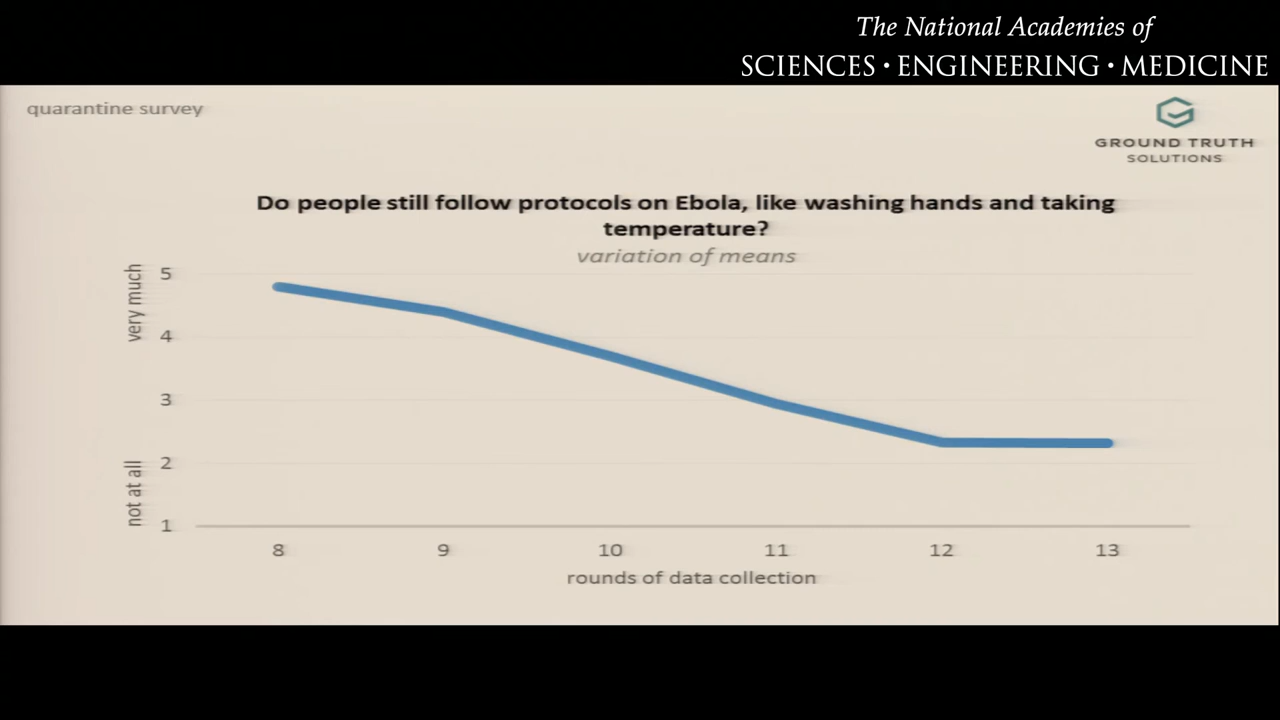 The National Academies of
SCIENCES • ENGINEERING • MEDICINE
quarantine survey
GROUND TRUTH
SOLUTIONS
Do people still follow protocols on Ebola, like washing hands and taking
temperature?
variation of means
very much
not at all
5
4
3
2
1
8 9 10 11 12 13
rounds of data collection